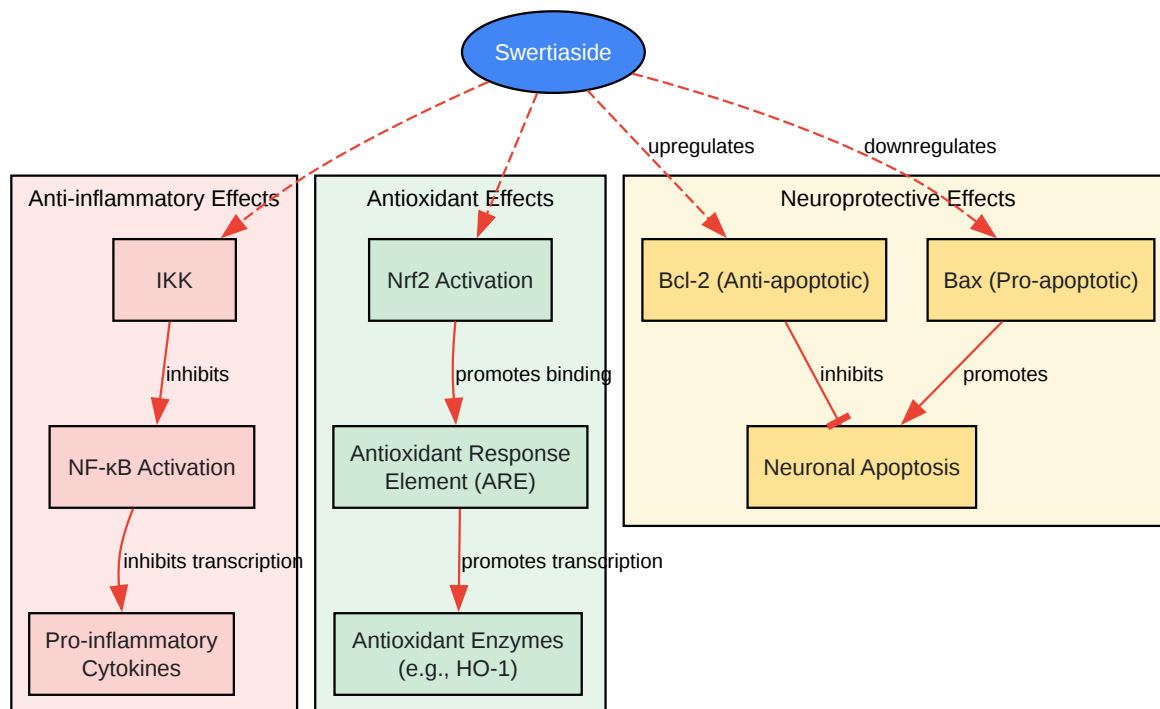 Swertiaside
upregulates
downregulates
Anti-inflammatory Effects
IKK
inhibits
NF-κB Activation
inhibits transcription
Pro-inflammatory
Cytokines
Antioxidant Effects
Nrf2 Activation
promotes binding
Antioxidant Response
Element (ARE)
promotes transcription
Antioxidant Enzymes
(e.g., HO-1)
Neuroprotective Effects
Bcl-2 (Anti-apoptotic)
Bax (Pro-apoptotic)
inhibits
promotes
Neuronal Apoptosis